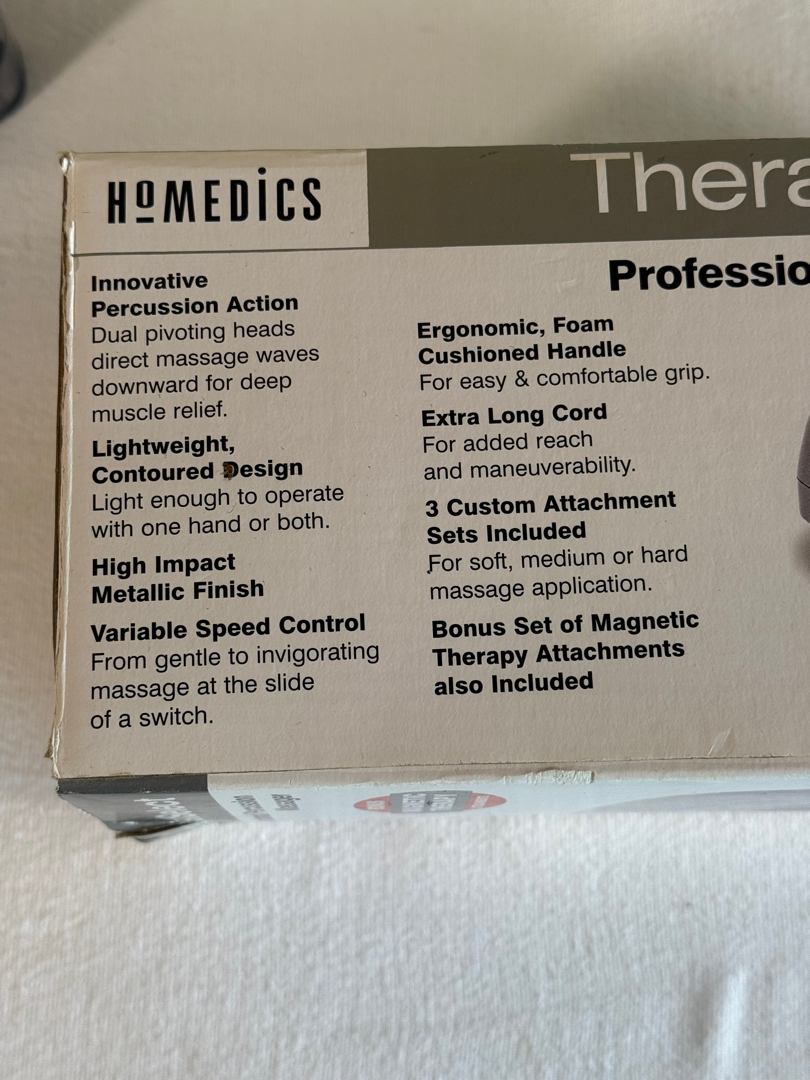 HoMEDiCS
Thera
Professio
Innovative
Percussion Action
Dual pivoting heads
direct massage waves
downward for deep
muscle relief.
Lightweight,
Contoured Design
Light enough to operate
with one hand or both.
High Impact
Metallic Finish
Variable Speed Control
From gentle to invigorating
massage at the slide
of a switch.
Ergonomic, Foam
Cushioned Handle
For easy & comfortable grip.
Extra Long Cord
For added reach
and maneuverability.
3 Custom Attachment
Sets Included
For soft, medium or hard
massage application.
Bonus Set of Magnetic
Therapy Attachments
also Included